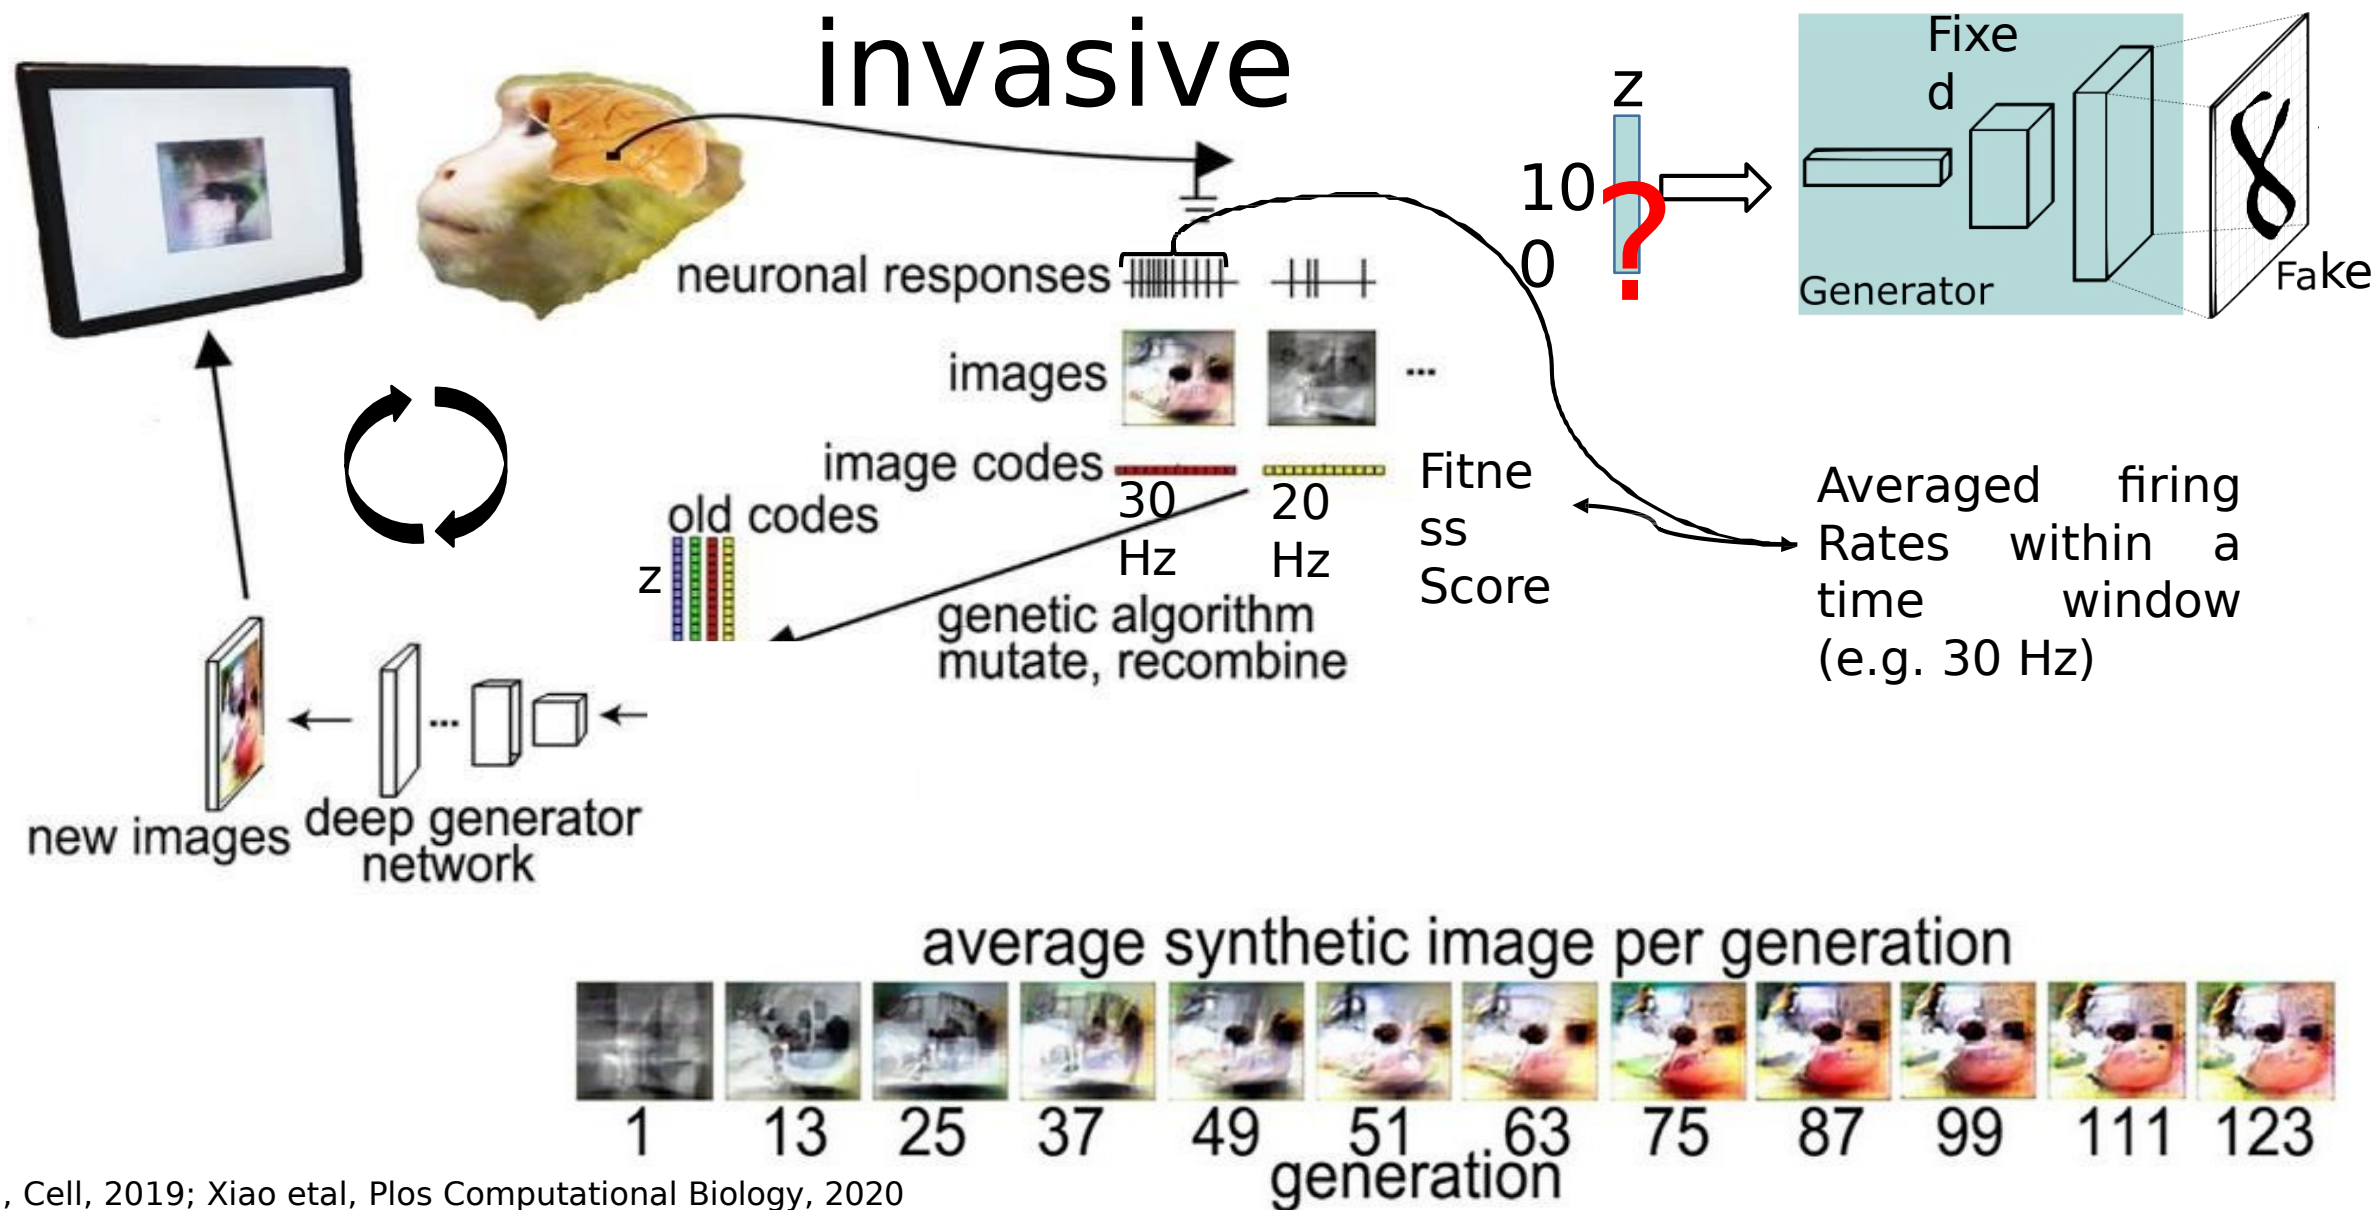 invasive
Fixe
d
z
10
0
?
Generator
Fake
neuronal responses
images
...
image codes
30
Hz
20
Hz
Fitne
ss
Score
Averaged firing
Rates within a
time window
(e.g. 30 Hz)
old codes
z
genetic algorithm
mutate, recombine
...
new images
deep generator
network
average synthetic image per generation
1 13 25 37 49 51 63 75 87 99 111 123
generation
, Cell, 2019; Xiao etal, Plos Computational Biology, 2020